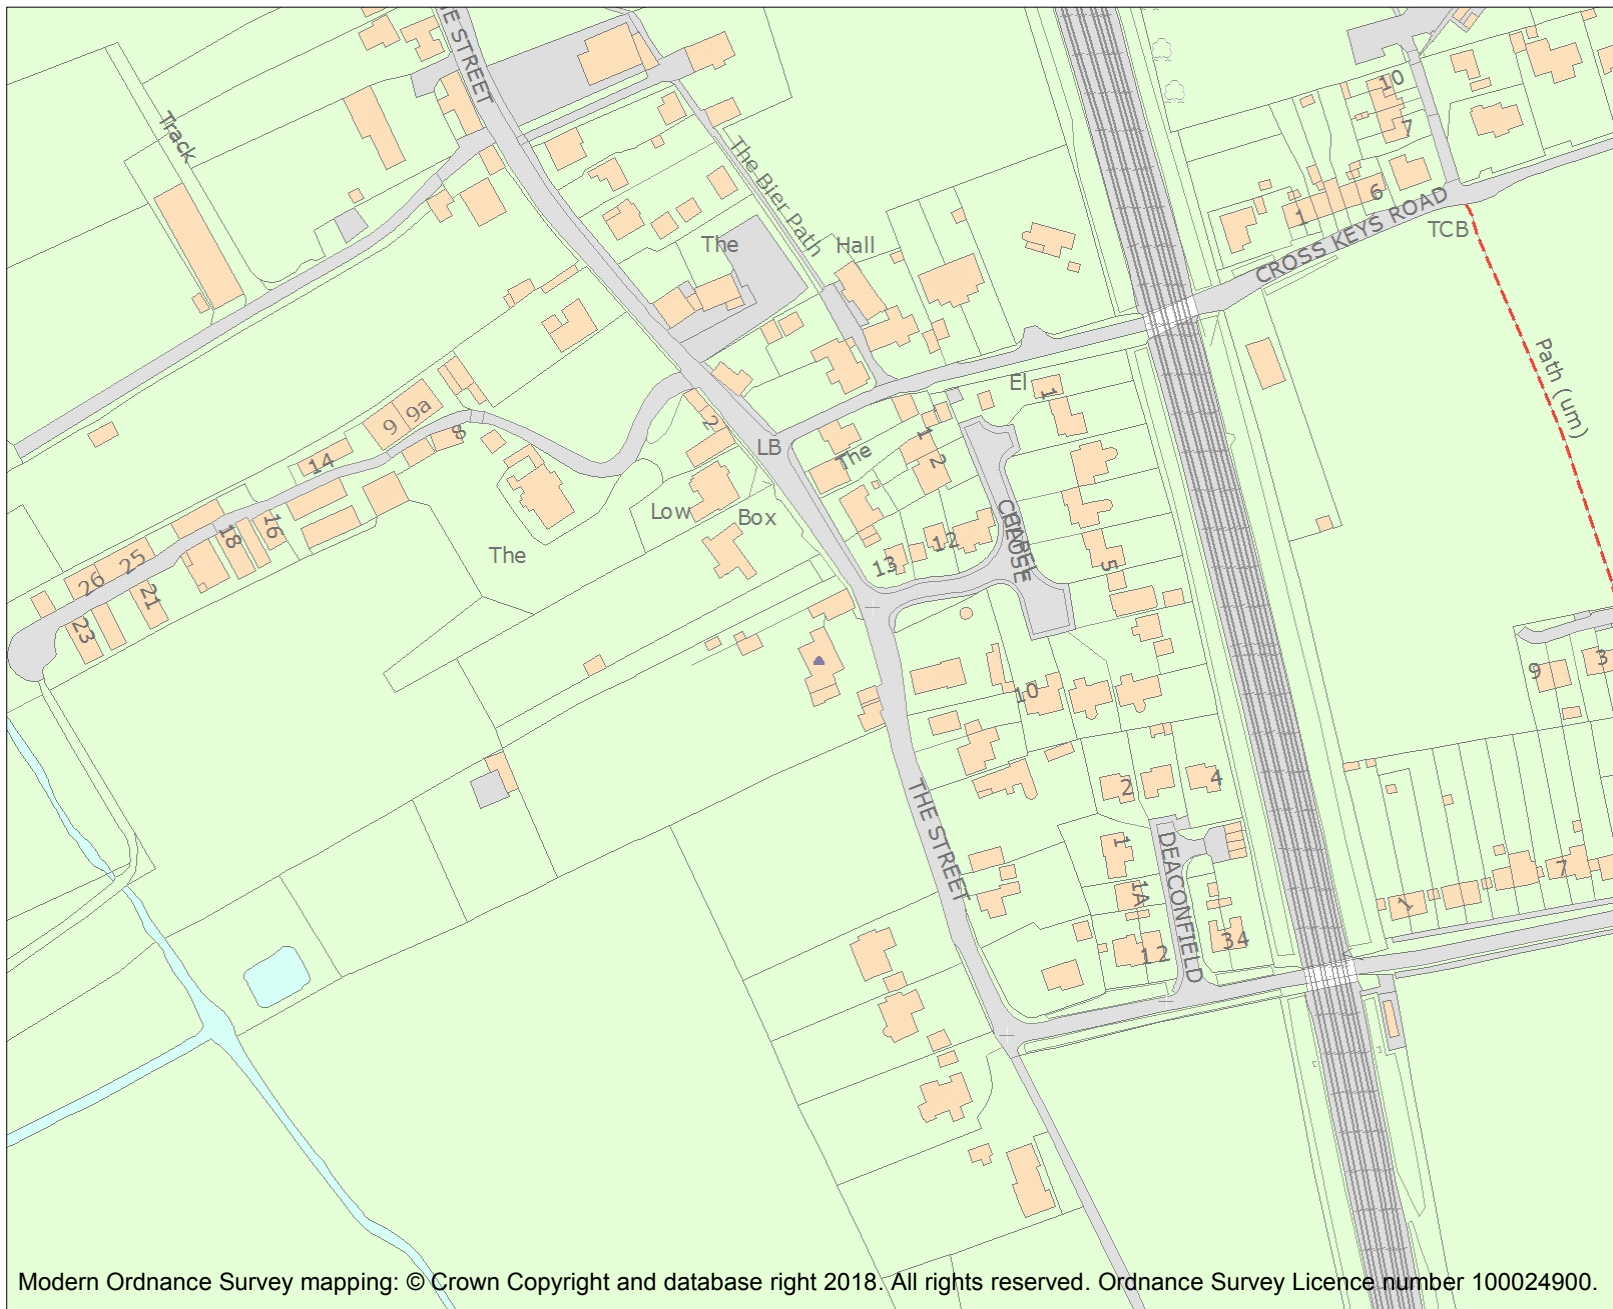 E STREET
Track
The Bier Path
The
Hall
10
7
6
1
CROSS KEYS ROAD
TCB
Path (um)
El
1
9
9a
8
14
2
LB
The
1
2
Low
Box
The
CHAPEL
CLOSE
12
13
5
16
18
25
26
21
23
10
9
3
THE STREET
2
4
1
1A
DEACONFIELD
12
34
7
1
Modern Ordnance Survey mapping: © Crown Copyright and database right 2018. All rights reserved. Ordnance Survey Licence number 100024900.